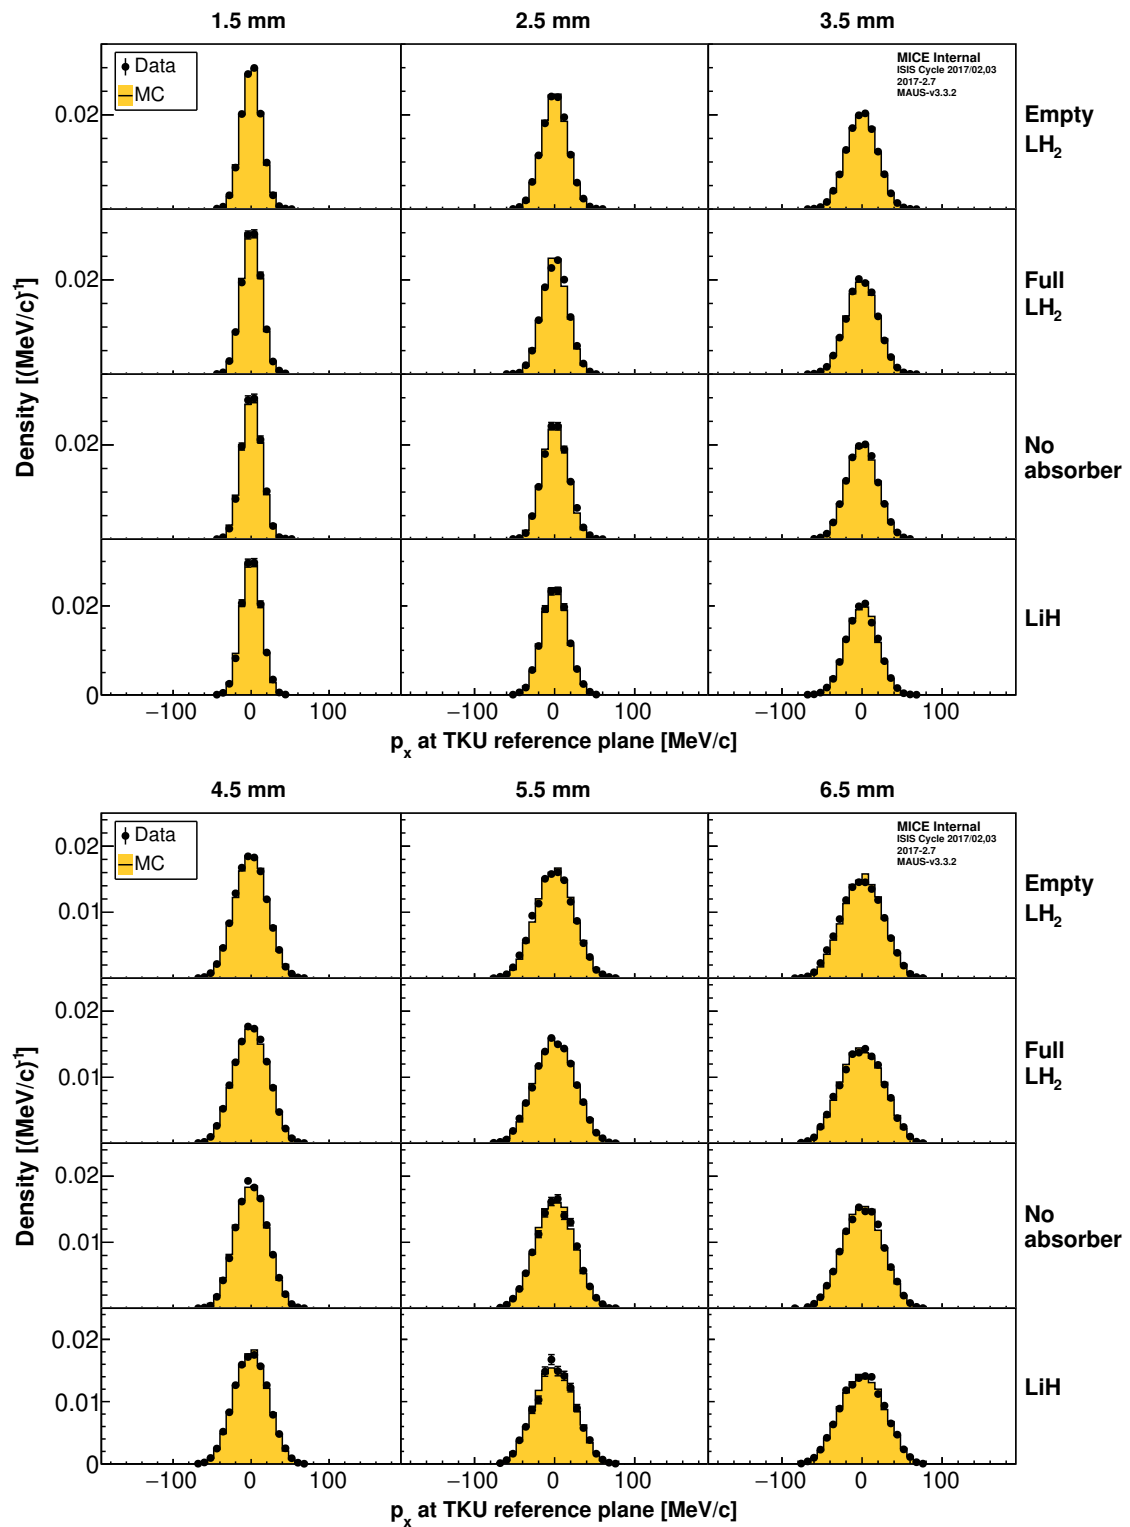 1.5 mm 2.5 mm 3.5 mm
Data
MC
MICE Internal
ISIS Cycle 2017/02,03
2017-2.7
MAUS-v3.3.2
0.02
Empty
LH2
0.02
Full
LH2
0.02
No
absorber
0.02
LiH
0
Density [(MeV/c)-1]
−100 0 100 −100 0 100 −100 0 100
px at TKU reference plane [MeV/c]
4.5 mm 5.5 mm 6.5 mm
Data
MC
MICE Internal
ISIS Cycle 2017/02,03
2017-2.7
MAUS-v3.3.2
0.02
0.01
Empty
LH2
0.02
0.01
Full
LH2
0.02
0.01
No
absorber
0.02
0.01
LiH
0
Density [(MeV/c)-1]
−100 0 100 −100 0 100 −100 0 100
px at TKU reference plane [MeV/c]